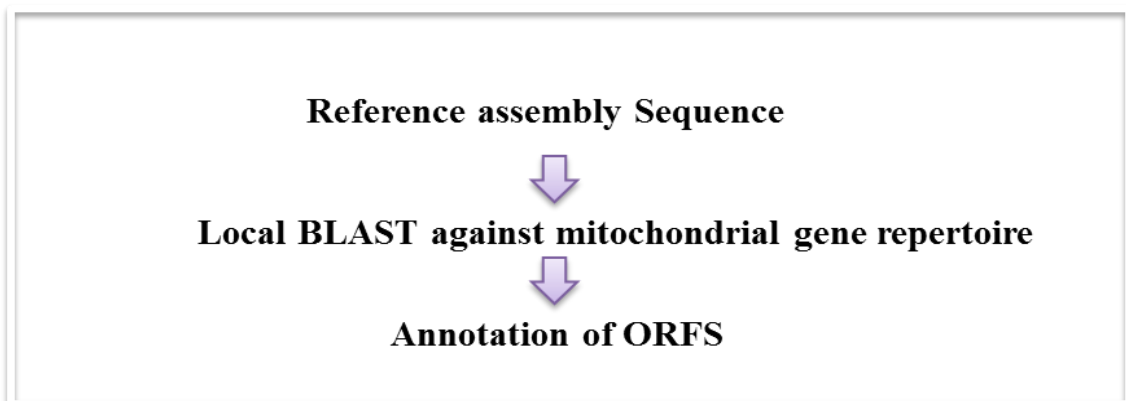 Reference assembly Sequence
Local BLAST against mitochondrial gene repertoire
Annotation of ORFS